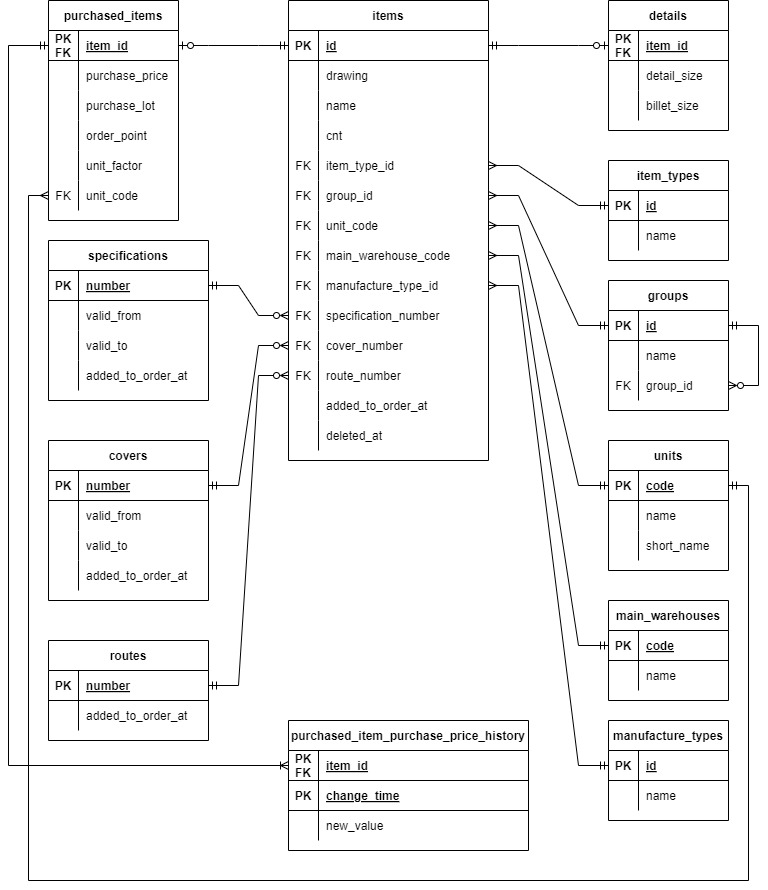 purchased_items
PK
FK
item_id
purchase_price
purchase_lot
order_point
unit_factor
FK unit_code
specifications
PK number
valid_from
valid_to
added_to_order_at
covers
PK number
valid_from
valid_to
added_to_order_at
routes
PK number
added_to_order_at
items
PK id
drawing
name
cnt
FK item_type_id
FK group_id
FK unit_code
FK main_warehouse_code
FK manufacture_type_id
FK specification_number
FK cover_number
FK route_number
added_to_order_at
deleted_at
purchased_item_purchase_price_history
PK
FK
item_id
PK change_time
new_value
details
PK
FK
item_id
detail_size
billet_size
item_types
PK id
name
groups
PK id
name
FK group_id
units
PK code
name
short_name
main_warehouses
PK code
name
manufacture_types
PK id
name